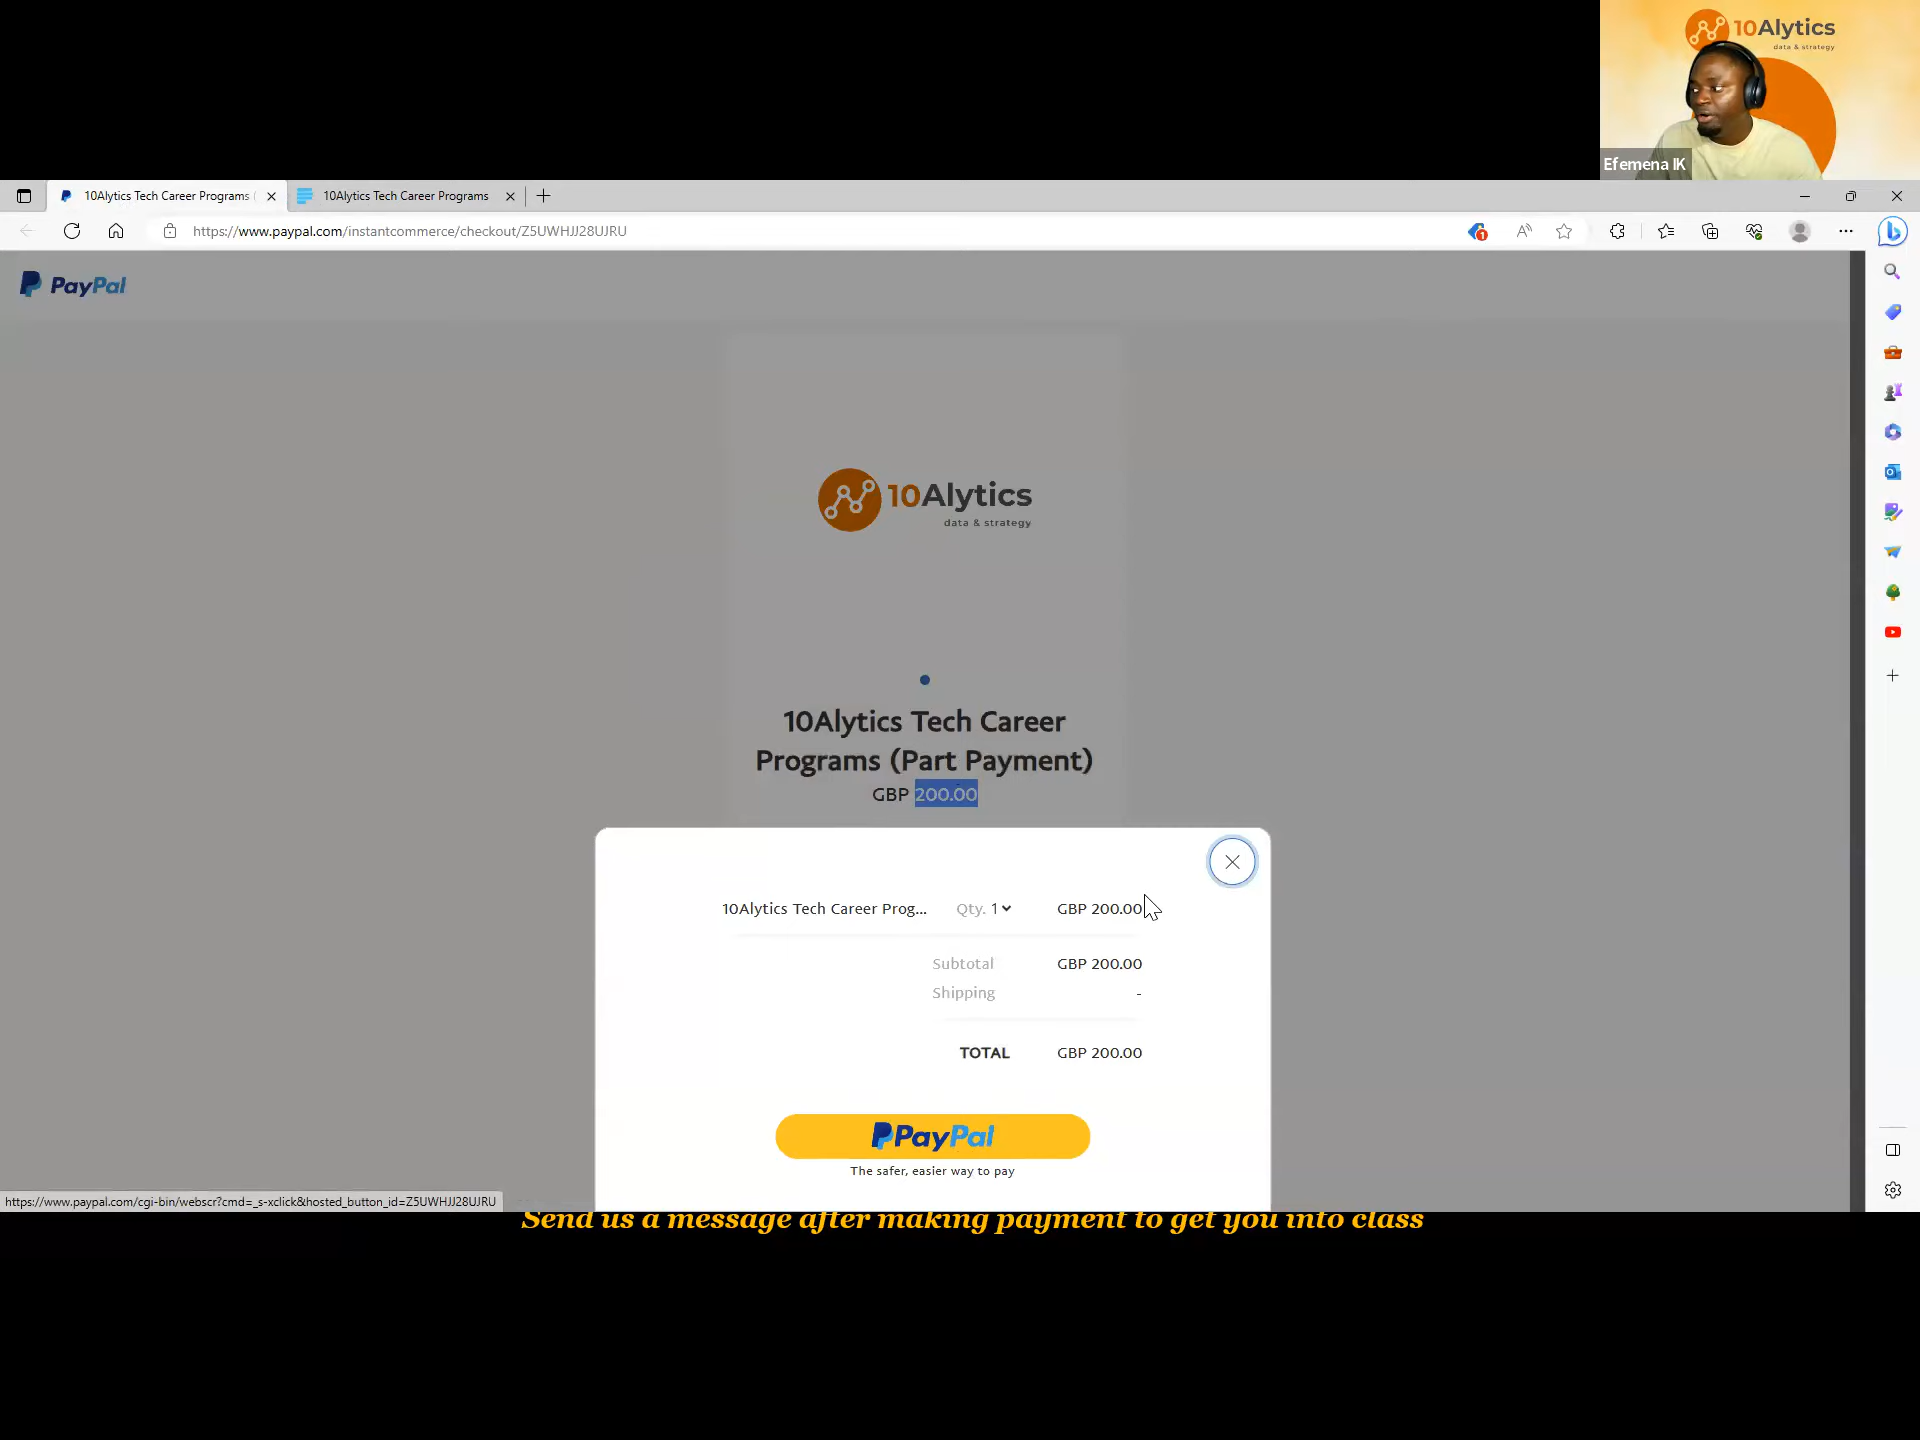 10Alytics
data & strategy
Efemena IK
10Alytics Tech Career Programs (
10Alytics Tech Career Programs
https://www.paypal.com/instantcommerce/checkout/Z5UWHJJ28UJRU
1
PayPal
10Alytics
data & strategy
10Alytics Tech Career
Programs (Part Payment)
GBP 200.00
10Alytics Tech Career Prog... Qty. 1 GBP 200.00
Subtotal GBP 200.00
Shipping -
TOTAL GBP 200.00
PayPal
The safer, easier way to pay
https://www.paypal.com/cgi-bin/webscr?cmd=_s-xclick&hosted_button_id=Z5UWHJJ28UJRU
Send us a message after making payment to get you into class